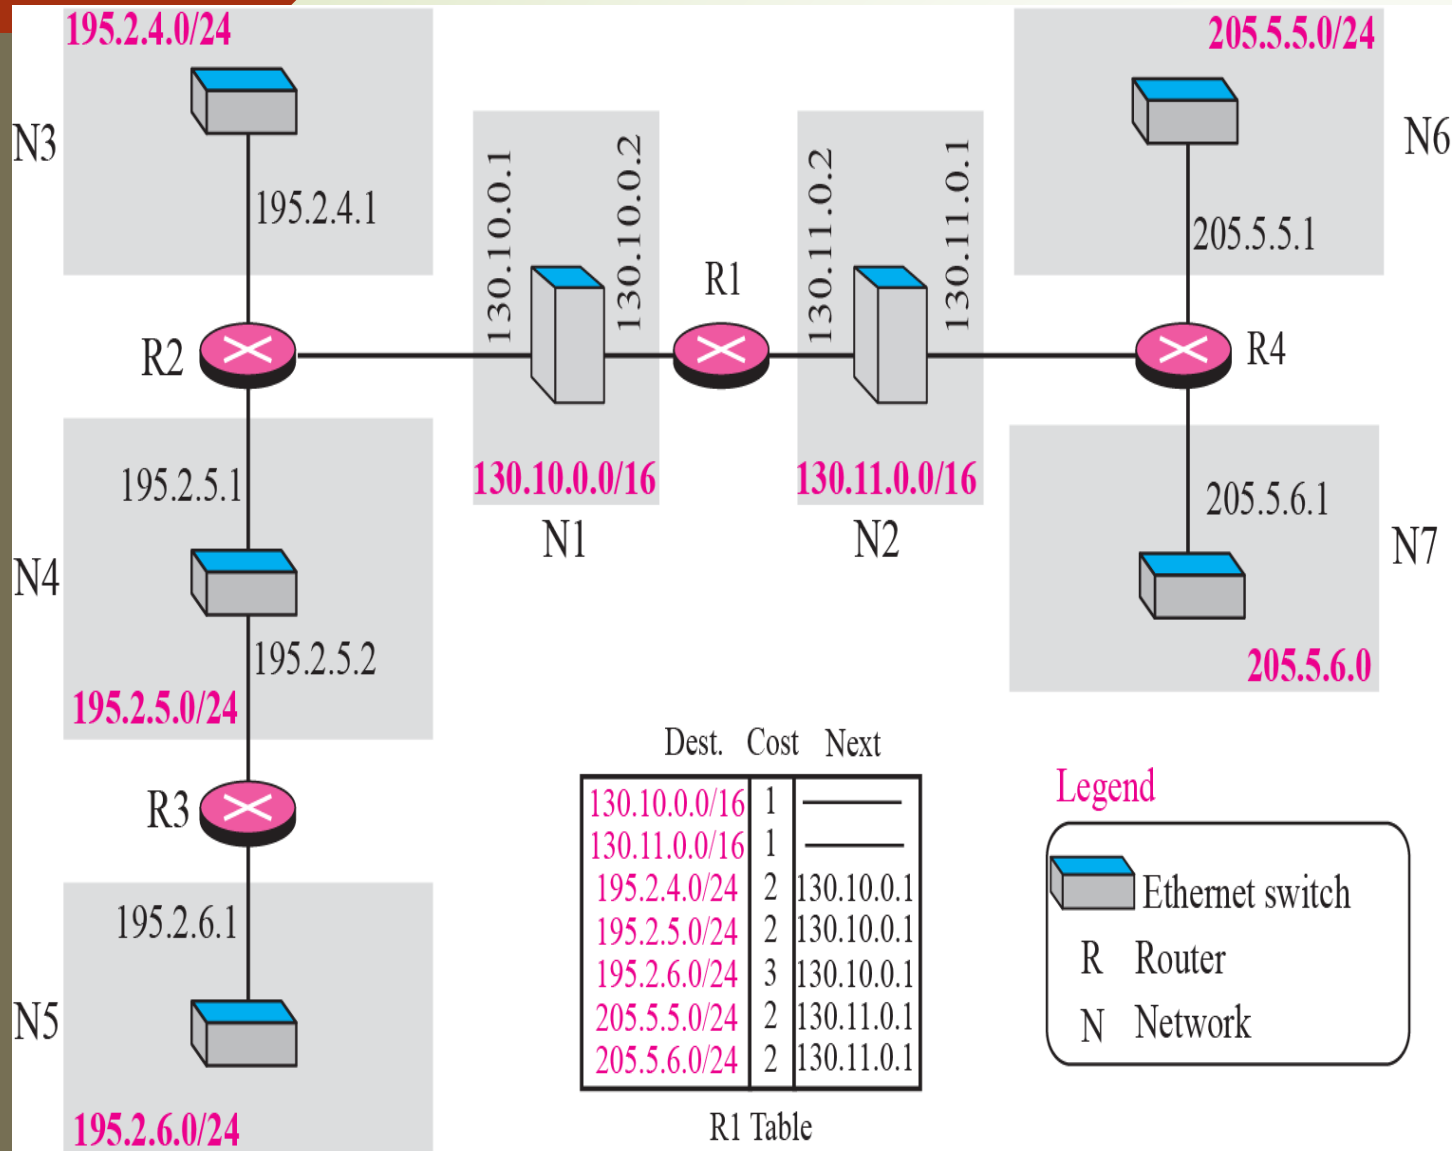 195.2.4.0/24
N3
195.2.4.1
R2
195.2.5.1
N4
195.2.5.2
195.2.5.0/24
R3
195.2.6.1
N5
195.2.6.0/24
130.10.0.1
130.10.0.2
130.10.0.0/16
N1
R1
130.11.0.2
130.11.0.1
130.11.0.0/16
N2
205.5.5.0/24
N6
205.5.5.1
R4
205.5.6.1
N7
205.5.6.0
Dest. Cost Next
130.10.0.0/16 1
130.11.0.0/16 1
195.2.4.0/24 2 130.10.0.1
195.2.5.0/24 2 130.10.0.1
195.2.6.0/24 3 130.10.0.1
205.5.5.0/24 2 130.11.0.1
205.5.6.0/24 2 130.11.0.1
R1 Table
Legend
Ethernet switch
R Router
N Network